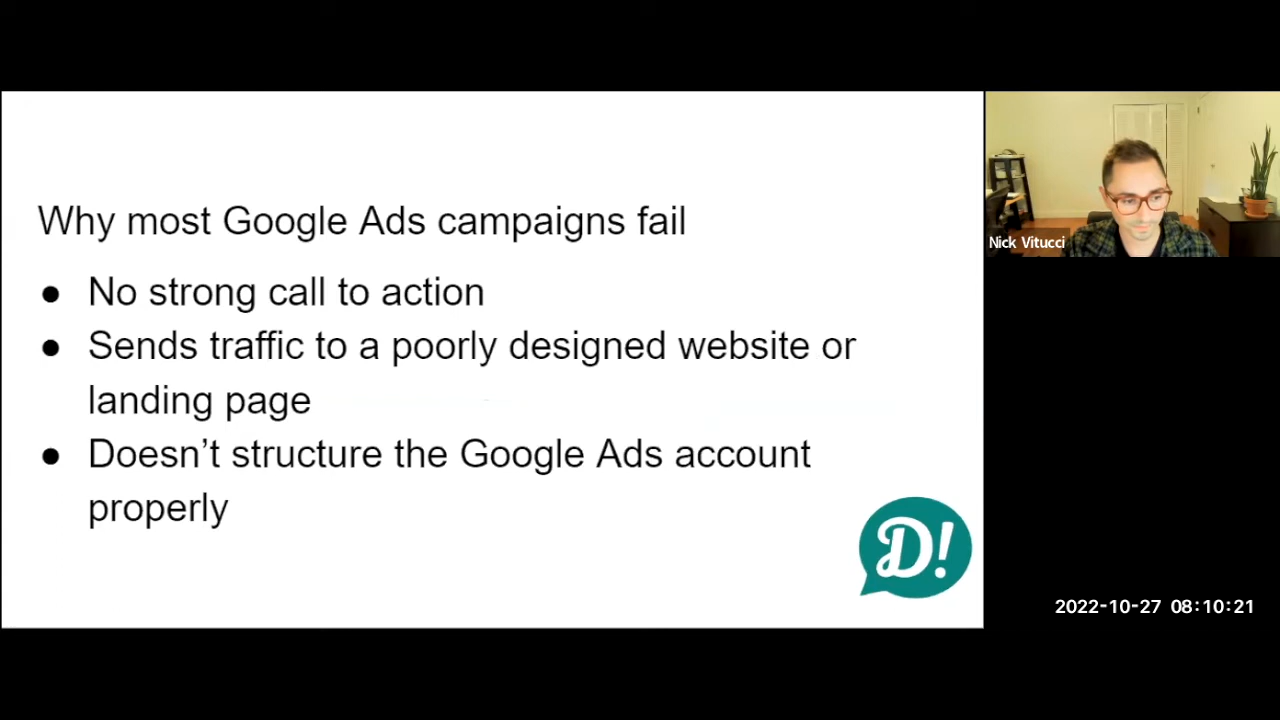 Why most Google Ads campaigns fail
● No strong call to action
● Sends traffic to a poorly designed website or
landing page
● Doesn’t structure the Google Ads account
properly
D!
Nick Vitucci
2022-10-27 08:10:21